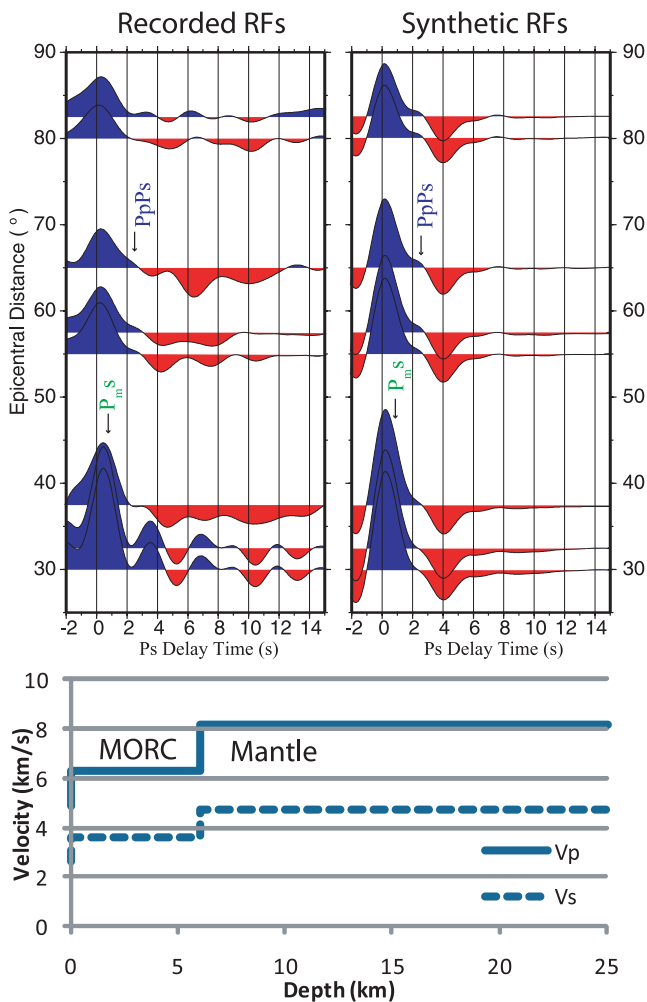 Recorded RFs
Synthetic RFs
Epicentral Distance (°)
90
80
70
60
50
40
30
PpPs
Pms
-2 0 2 4 6 8 10 12 14
Ps Delay Time (s)
PpPs
Pms
90
80
70
60
50
40
30
-2 0 2 4 6 8 10 12 14
Ps Delay Time (s)
Velocity (km/s)
10
8
6
4
2
0
MORC
Mantle
Vp
Vs
0 5 10 15 20 25
Depth (km)